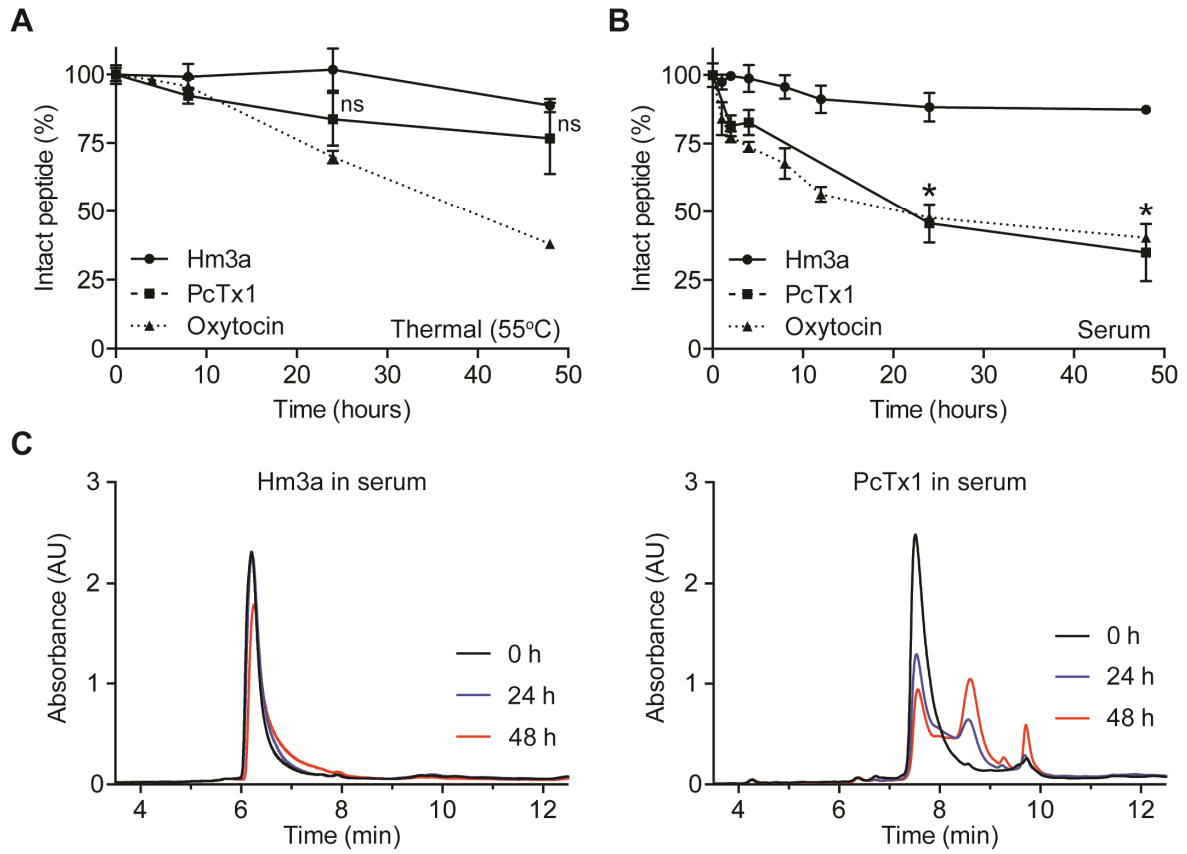 A
Intact peptide (%)
100
75
50
25
0
ns
ns
Hm3a
PcTx1
Oxytocin
Thermal (55°C)
0 10 20 30 40 50
Time (hours)
B
Intact peptide (%)
100
75
50
25
0
*
*
Hm3a
PcTx1
Oxytocin
Serum
0 10 20 30 40 50
Time (hours)
C
Hm3a in serum
Absorbance (AU)
3
2
1
0
0 h
24 h
48 h
4 6 8 10 12
Time (min)
PcTx1 in serum
Absorbance (AU)
3
2
1
0
0 h
24 h
48 h
4 6 8 10 12
Time (min)